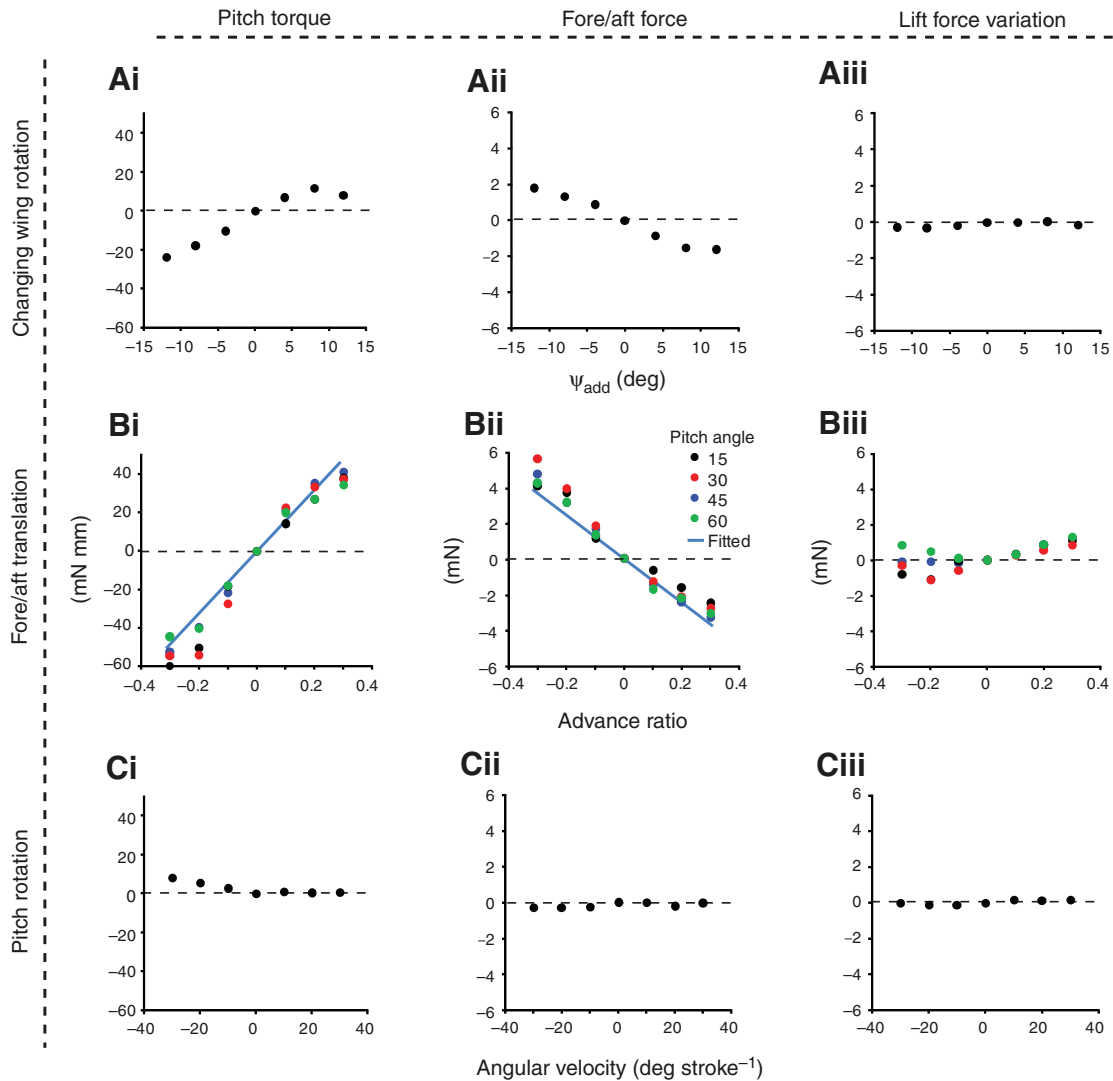 Pitch torque
Fore/aft force
Lift force variation
Changing wing rotation
Ai
40
20
0
–20
–40
–60
–15 –10 –5 0 5 10 15
Aii
6
4
2
0
–2
–4
–6
–15 –10 –5 0 5 10 15
ψadd (deg)
Aiii
6
4
2
0
–2
–4
–6
–15 –10 –5 0 5 10 15
Fore/aft translation
Bi
(mN mm)
40
20
0
–20
–40
–60
–0.4 –0.2 0 0.2 0.4
Bii
(mN)
6
4
2
0
–2
–4
–6
–0.4 –0.2 0 0.2 0.4
Pitch angle
15
30
45
60
Fitted
Advance ratio
Biii
(mN)
6
4
2
0
–2
–4
–6
–0.4 –0.2 0 0.2 0.4
Pitch rotation
Ci
40
20
0
–20
–40
–60
–40 –20 0 20 40
Cii
6
4
2
0
–2
–4
–6
–40 –20 0 20 40
Angular velocity (deg stroke–1)
Ciii
6
4
2
0
–2
–4
–6
–40 –20 0 20 40